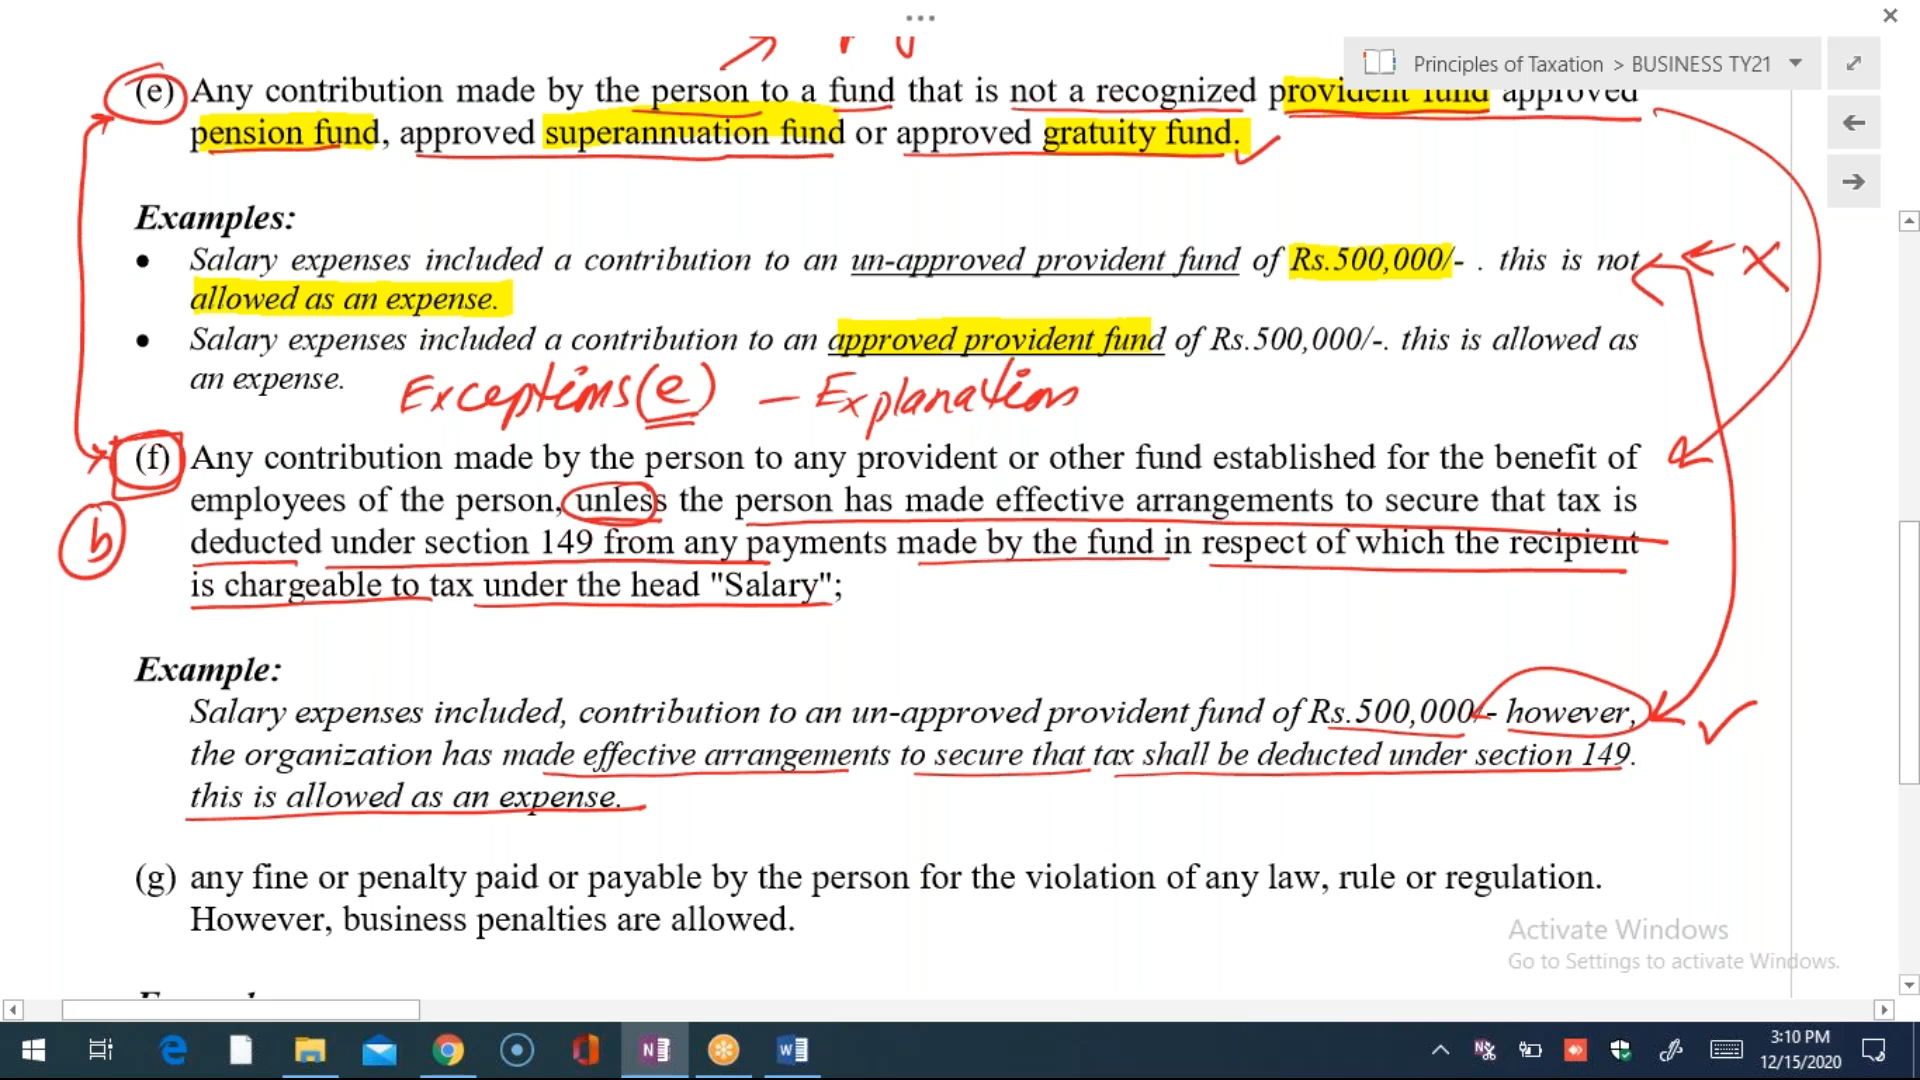 Principles of Taxation > BUSINESS TY21
(e) Any contribution made by the person to a fund that is not a recognized provident fund approved
pension fund, approved superannuation fund or approved gratuity fund.
Examples:
• Salary expenses included a contribution to an un-approved provident fund of Rs.500,000/- . this is not
allowed as an expense.
• Salary expenses included a contribution to an approved provident fund of Rs.500,000/-. this is allowed as
an expense.
Exceptions (e) – Explanation
(f) Any contribution made by the person to any provident or other fund established for the benefit of
employees of the person, unless the person has made effective arrangements to secure that tax is
b
deducted under section 149 from any payments made by the fund in respect of which the recipient
is chargeable to tax under the head "Salary";
Example:
Salary expenses included, contribution to an un-approved provident fund of Rs.500,000/- however,
the organization has made effective arrangements to secure that tax shall be deducted under section 149.
this is allowed as an expense.
(g) any fine or penalty paid or payable by the person for the violation of any law, rule or regulation.
However, business penalties are allowed.
Activate Windows
Go to Settings to activate Windows.
3:10 PM
12/15/2020